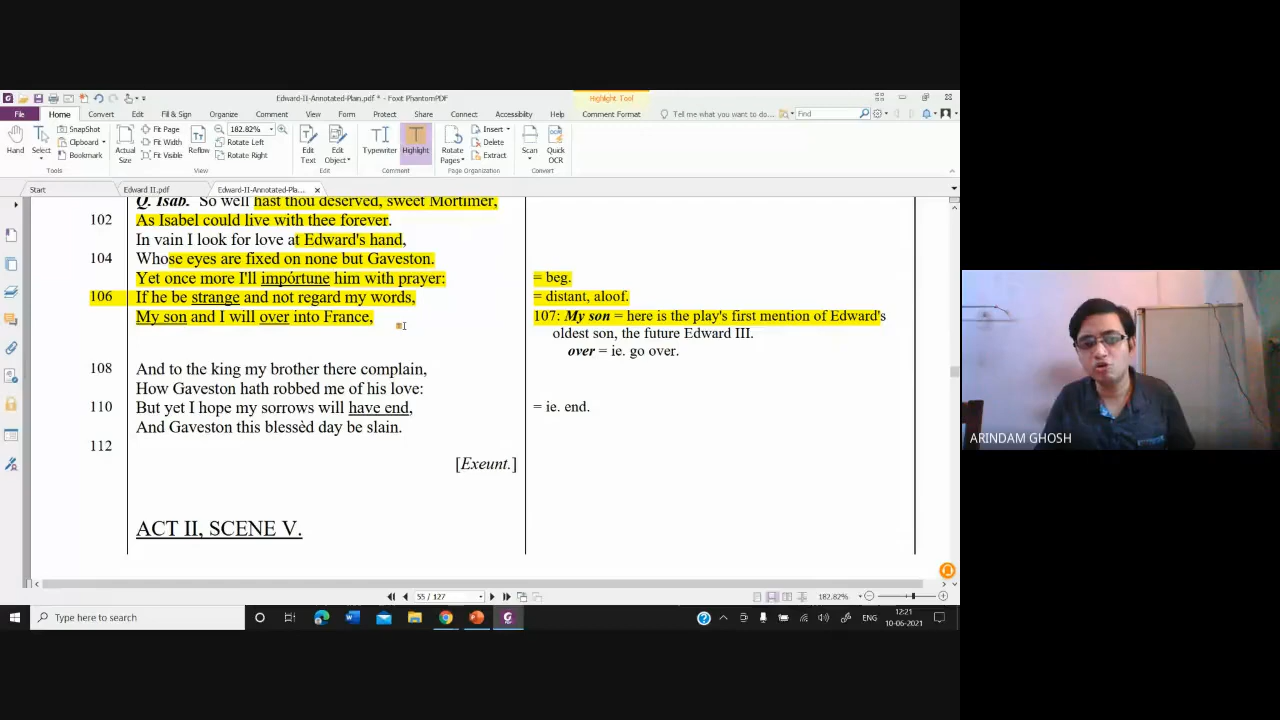 Edward-II-Annotated-Plain.pdf * - Foxit PhantomPDF
Highlight Tool
File Home Convert Edit Fill & Sign Organize Comment View Form Protect Share Connect Accessibility Help Comment Format Tell me what you want to do... Find
Hand
Select
SnapShot
Clipboard
Bookmark
Tools
Actual Size
Fit Page
Fit Width
Fit Visible
Reflow
182.82%
Rotate Left
Rotate Right
View
Edit Text
Edit Object
Edit
Typewriter
Highlight
Comment
Rotate Pages
Insert
Delete
Extract
Page Organization
Scan
Quick OCR
Convert
Start Edward II.pdf Edward-II-Annotated-Pla...
Q. Isab. So well hast thou deserved, sweet Mortimer,
102 As Isabel could live with thee forever.
In vain I look for love at Edward's hand,
104 Whose eyes are fixed on none but Gaveston.
Yet once more I'll impórtune him with prayer: = beg.
106 If he be strange and not regard my words, = distant, aloof.
My son and I will over into France, 107: My son = here is the play's first mention of Edward's
oldest son, the future Edward III.
over = ie. go over.
108 And to the king my brother there complain,
How Gaveston hath robbed me of his love:
110 But yet I hope my sorrows will have end, = ie. end.
And Gaveston this blessèd day be slain.
112
[Exeunt.]
ACT II, SCENE V.
55 / 127
182.82%
Type here to search
ENG
12:21
10-06-2021
ARINDAM GHOSH